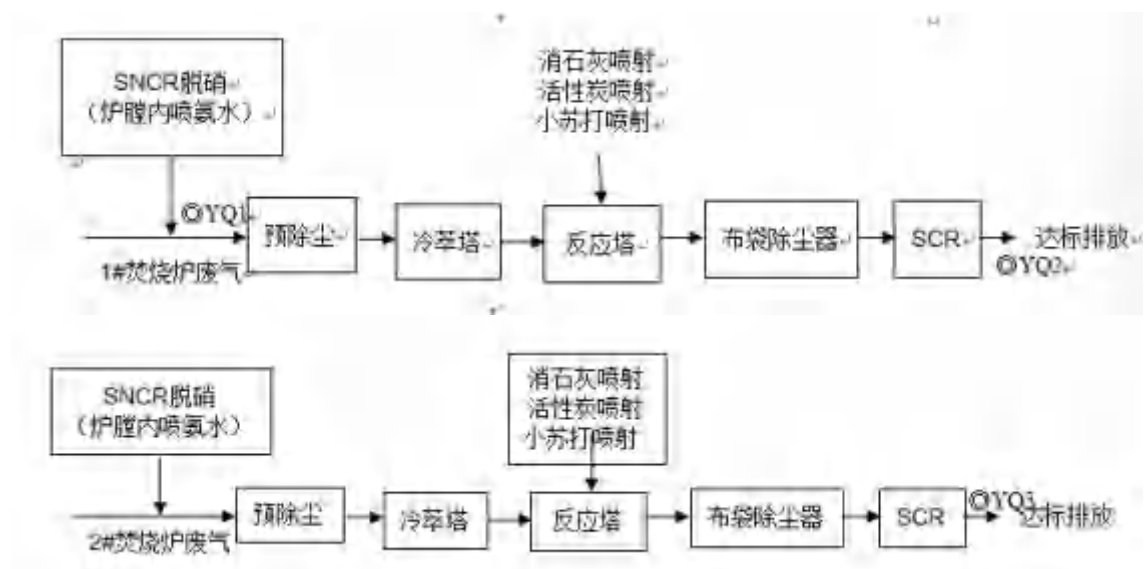 SNCR脱硝
（炉膛内喷氨水）
消石灰喷射
活性炭喷射
小苏打喷射
◎YQ1
预除尘
冷萃塔
反应塔
布袋除尘器
SCR
达标排放
◎YQ2
1#焚烧炉废气
SNCR脱硝
（炉膛内喷氨水）
消石灰喷射
活性炭喷射
小苏打喷射
预除尘
冷萃塔
反应塔
布袋除尘器
SCR
◎YQ3
达标排放
2#焚烧炉废气